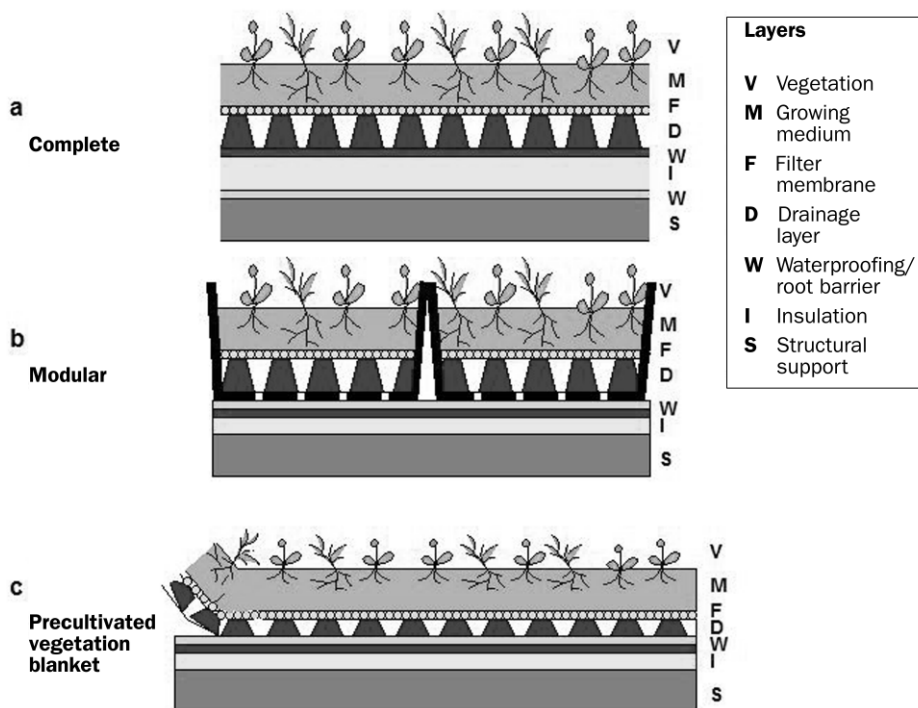 a
Complete
V
M
F
D
W
I
W
S
b
Modular
V
M
F
D
W
I
S
c
Precultivated
vegetation
blanket
V
M
F
D
W
I
S
Layers
V Vegetation
M Growing
medium
F Filter
membrane
D Drainage
layer
W Waterproofing/
root barrier
I Insulation
S Structural
support